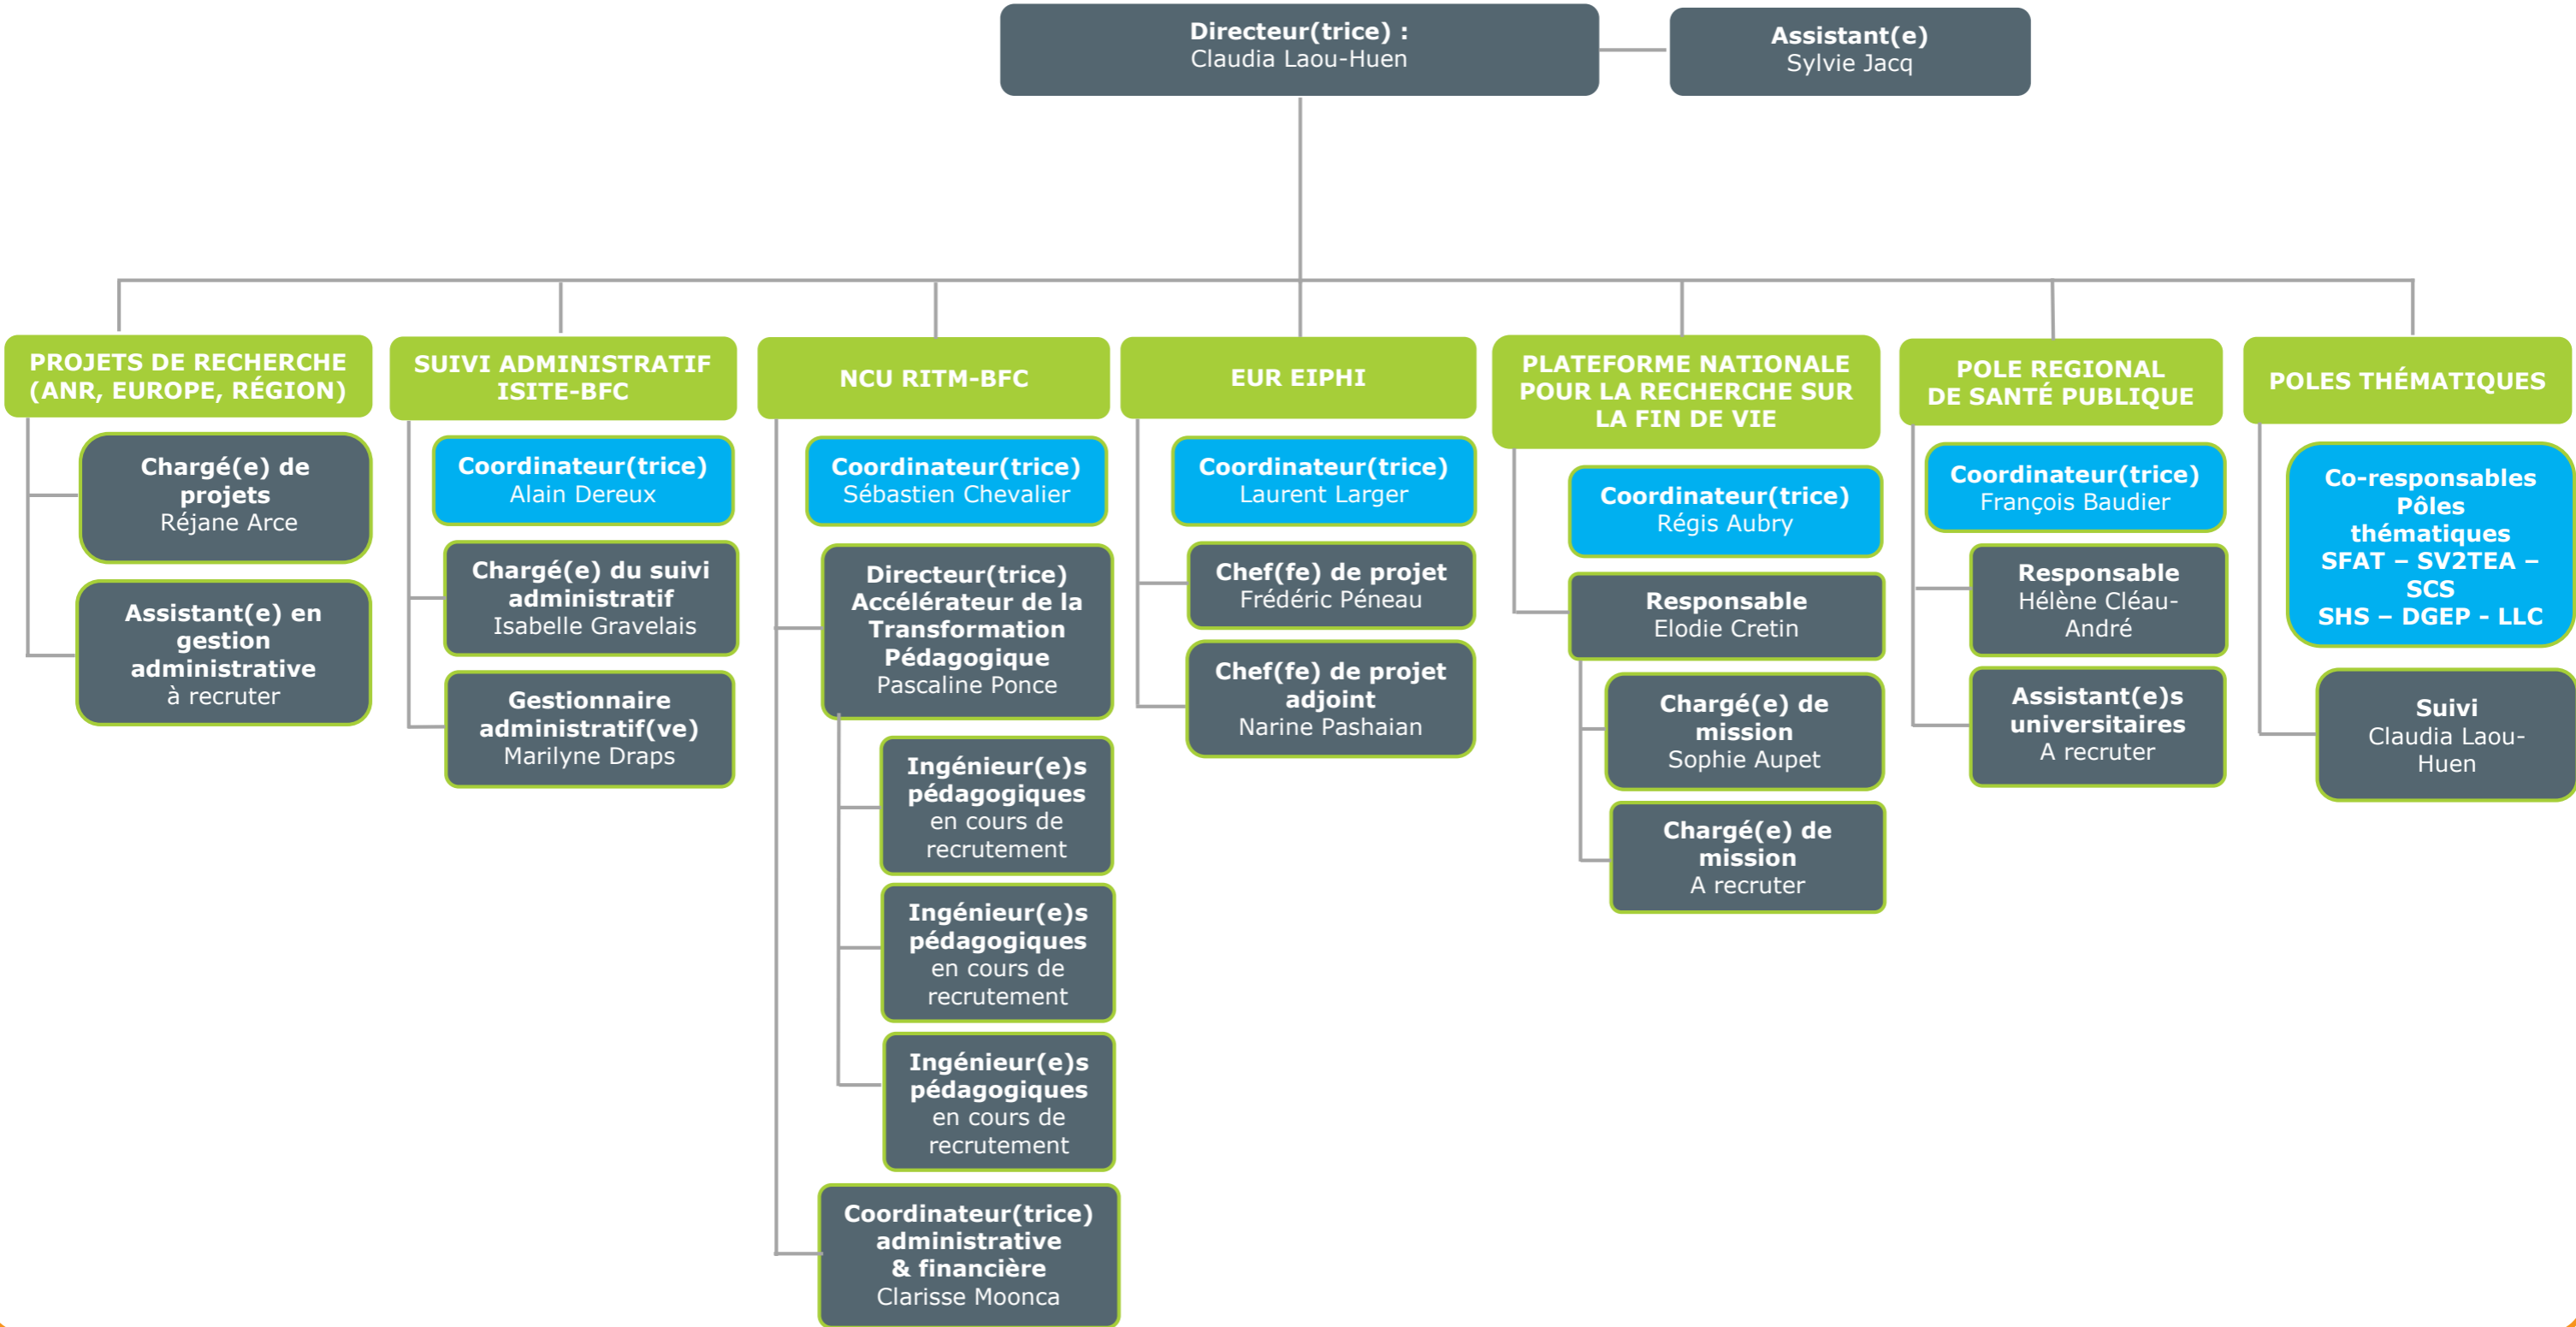 Directeur(trice) :
Claudia Laou-Huen
Assistant(e)
Sylvie Jacq
PROJETS DE RECHERCHE
(ANR, EUROPE, RÉGION)
Chargé(e) de
projets
Réjane Arce
Assistant(e) en
gestion
administrative
à recruter
SUIVI ADMINISTRATIF
ISITE-BFC
Coordinateur(trice)
Alain Dereux
Chargé(e) du suivi
administratif
Isabelle Gravelais
Gestionnaire
administratif(ve)
Marilyne Draps
NCU RITM-BFC
Coordinateur(trice)
Sébastien Chevalier
Directeur(trice)
Accélérateur de la
Transformation
Pédagogique
Pascaline Ponce
Ingénieur(e)s
pédagogiques
en cours de
recrutement
Ingénieur(e)s
pédagogiques
en cours de
recrutement
Ingénieur(e)s
pédagogiques
en cours de
recrutement
Coordinateur(trice)
administrative
& financière
Clarisse Moonca
EUR EIPHI
Coordinateur(trice)
Laurent Larger
Chef(fe) de projet
Frédéric Péneau
Chef(fe) de projet
adjoint
Narine Pashaian
PLATEFORME NATIONALE
POUR LA RECHERCHE SUR
LA FIN DE VIE
Coordinateur(trice)
Régis Aubry
Responsable
Elodie Cretin
Chargé(e) de
mission
Sophie Aupet
Chargé(e) de
mission
A recruter
POLE REGIONAL
DE SANTÉ PUBLIQUE
Coordinateur(trice)
François Baudier
Responsable
Hélène Cléau-
André
Assistant(e)s
universitaires
A recruter
POLES THÉMATIQUES
Co-responsables
Pôles
thématiques
SFAT – SV2TEA –
SCS
SHS – DGEP - LLC
Suivi
Claudia Laou-
Huen